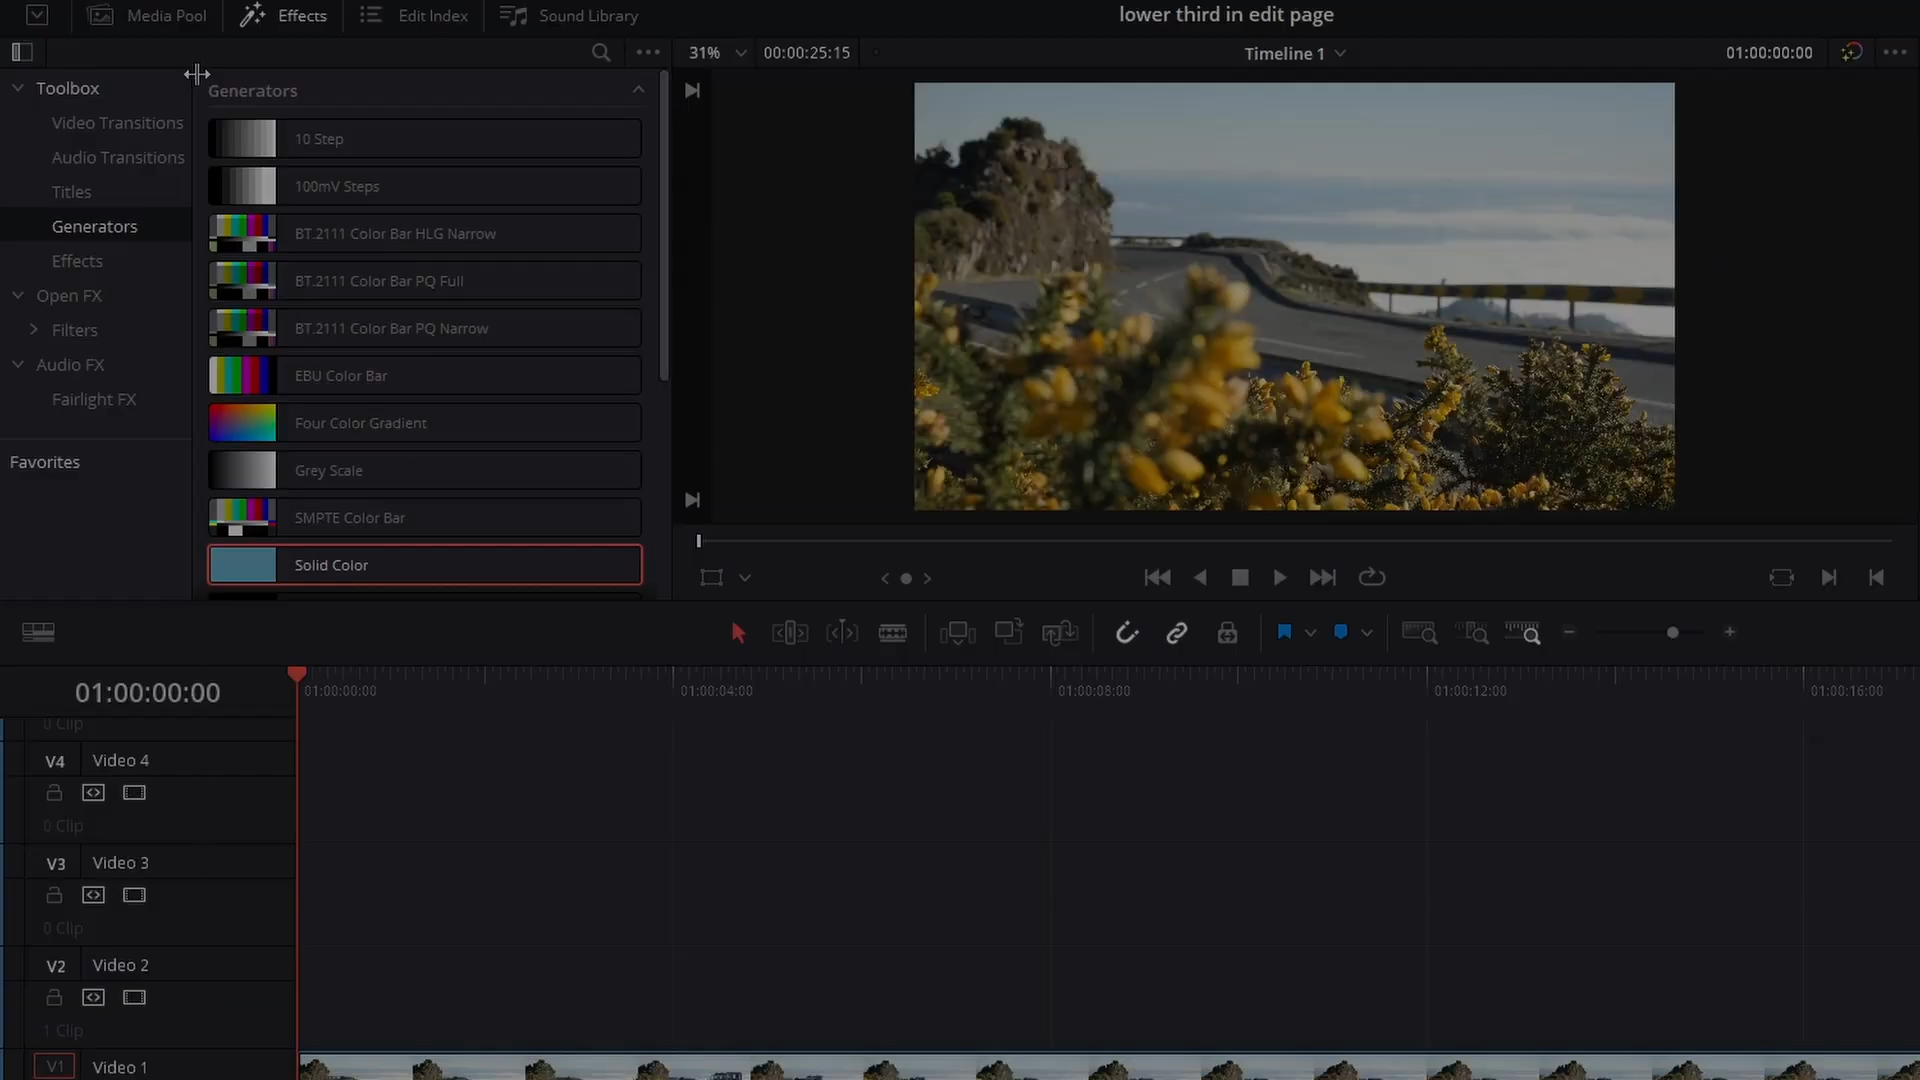 Media Pool
Effects
Edit Index
Sound Library
lower third in edit page
31%
00:00:25:15
Timeline 1
01:00:00:00
Toolbox
Video Transitions
Audio Transitions
Titles
Generators
Effects
Open FX
Filters
Audio FX
Fairlight FX
Favorites
Generators
10 Step
100mV Steps
BT.2111 Color Bar HLG Narrow
BT.2111 Color Bar PQ Full
BT.2111 Color Bar PQ Narrow
EBU Color Bar
Four Color Gradient
Grey Scale
SMPTE Color Bar
Solid Color
01:00:00:00
01:00:00:00
01:00:04:00
01:00:08:00
01:00:12:00
01:00:16:00
0 Clip
V4 Video 4
0 Clip
V3 Video 3
0 Clip
V2 Video 2
1 Clip
V1 Video 1